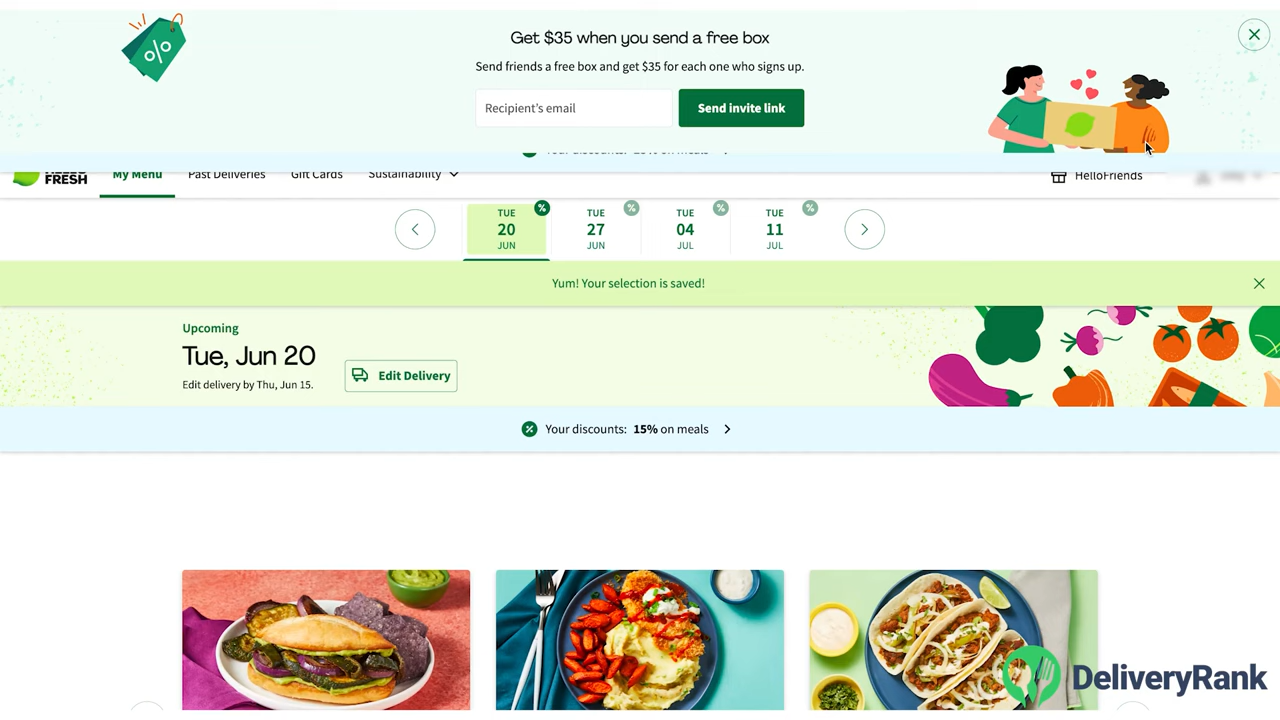 %
Get $35 when you send a free box
Send friends a free box and get $35 for each one who signs up.
Recipient's email
Send invite link
FRESH
My Menu
Past Deliveries
Gift Cards
Sustainability
HelloFriends
TUE
20
JUN
%
TUE
27
JUN
%
TUE
04
JUL
%
TUE
11
JUL
%
Yum! Your selection is saved!
Upcoming
Tue, Jun 20
Edit delivery by Thu, Jun 15.
Edit Delivery
Your discounts: 15% on meals
DeliveryRank